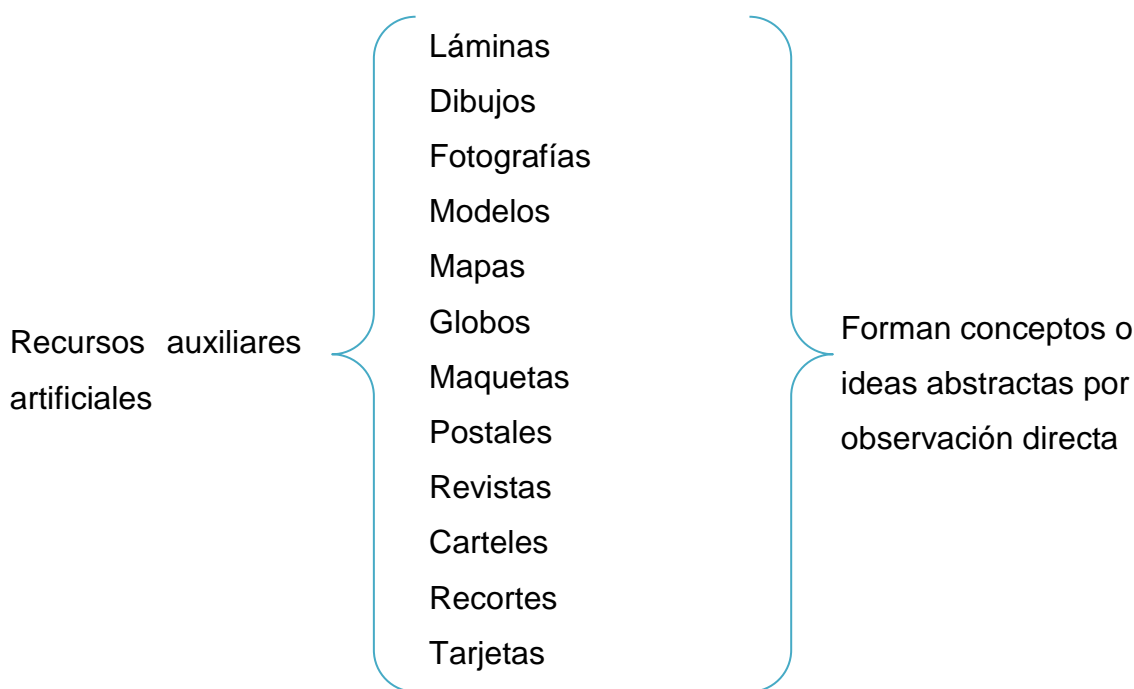 Recursos auxiliares
artificiales
Láminas
Dibujos
Fotografías
Modelos
Mapas
Globos
Maquetas
Postales
Revistas
Carteles
Recortes
Tarjetas
Forman conceptos o
ideas abstractas por
observación directa